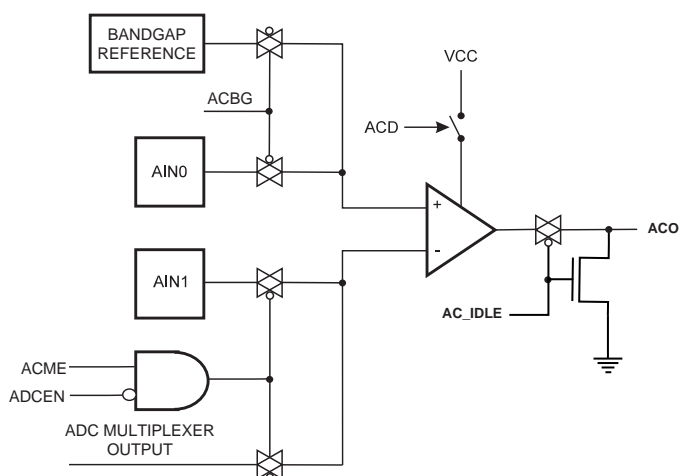 BANDGAP
REFERENCE
VCC
ACBG
ACD
AIN0
+
-
ACO
AIN1
AC_IDLE
ACME
ADCEN
ADC MULTIPLEXER
OUTPUT